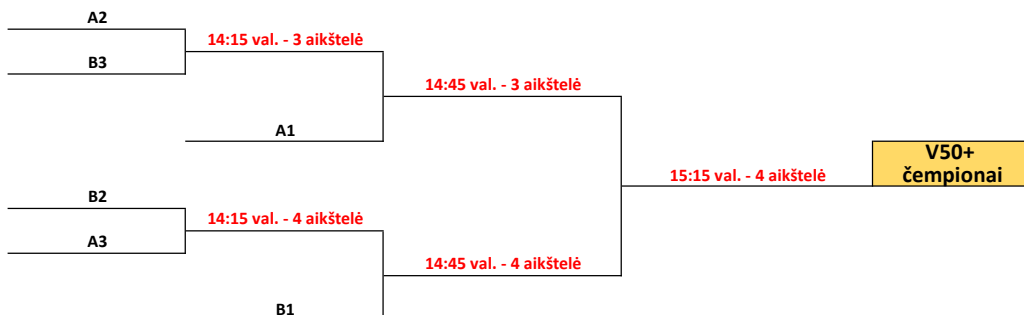 A2
14:15 val. - 3 aikštelė
B3
14:45 val. - 3 aikštelė
A1
V50+
čempionai
15:15 val. - 4 aikštelė
B2
14:15 val. - 4 aikštelė
A3
14:45 val. - 4 aikštelė
B1